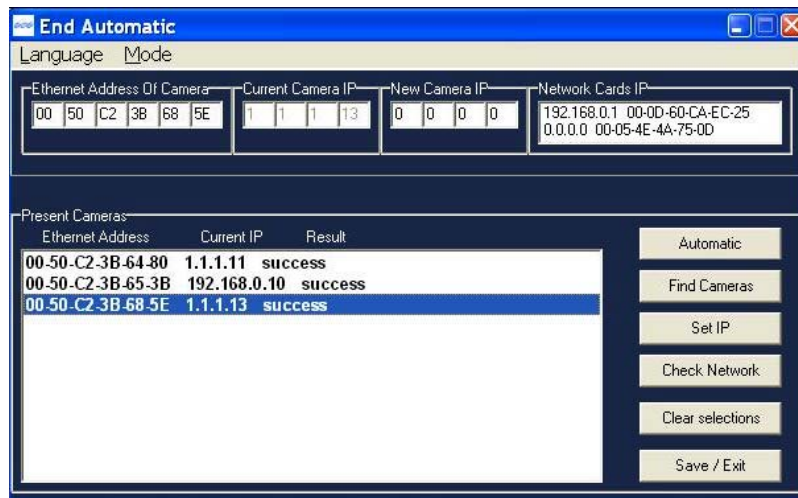 End Automatic
Language Mode
Ethernet Address Of Camera Current Camera IP New Camera IP Network Cards IP
00 50 C2 3B 68 5E 1 1 1 13 0 0 0 0 192.168.0.1 00-0D-60-CA-EC-25
0.0.0.0 00-05-4E-4A-75-0D
Present Cameras
Ethernet Address Current IP Result
00-50-C2-3B-64-80 1.1.1.11 success
00-50-C2-3B-65-3B 192.168.0.10 success
00-50-C2-3B-68-5E 1.1.1.13 success
Automatic
Find Cameras
Set IP
Check Network
Clear selections
Save / Exit